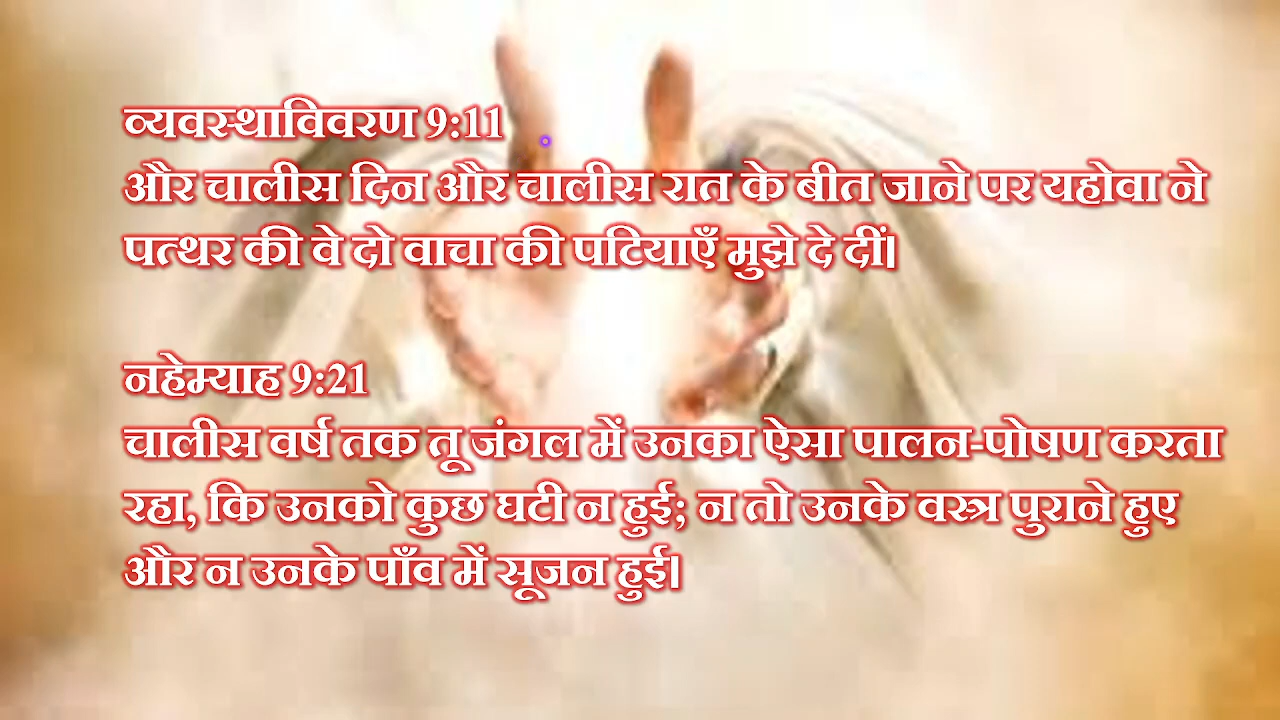 व्यवस्थाविवरण 9:11
और चालीस दिन और चालीस रात के बीत जाने पर यहोवा ने
पत्थर की वे दो वाचा की पटियाएँ मुझे दे दीं।
नहेम्याह 9:21
चालीस वर्ष तक तू जंगल में उनका ऐसा पालन-पोषण करता
रहा, कि उनको कुछ घटी न हुई; न तो उनके वस्त्र पुराने हुए
और न उनके पाँव में सूजन हुई।